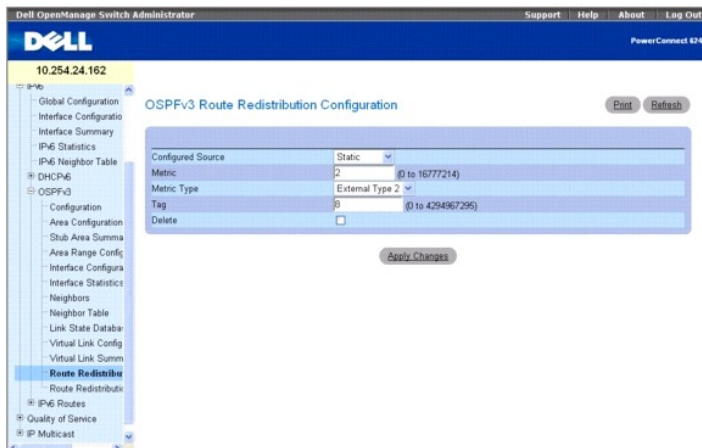 Dell OpenManage Switch Administrator
Support Help About Log Out
DELL
PowerConnect 624
10.254.24.162
IPv6
Global Configuration
Interface Configuratio
Interface Summary
IPv6 Statistics
IPv6 Neighbor Table
DHCPv6
OSPFv3
Configuration
Area Configuration
Stub Area Summa
Area Range Config
Interface Configura
Interface Statistics
Neighbors
Neighbor Table
Link State Databa
Virtual Link Config
Virtual Link Summ
Route Redistribu
Route Redistributic
IPv6 Routes
Quality of Service
IP Multicast
OSPFv3 Route Redistribution Configuration
Print Refresh
Configured Source Static
Metric 2 (0 to 16777214)
Metric Type External Type 2
Tag 8 (0 to 4294967295)
Delete
Apply Changes